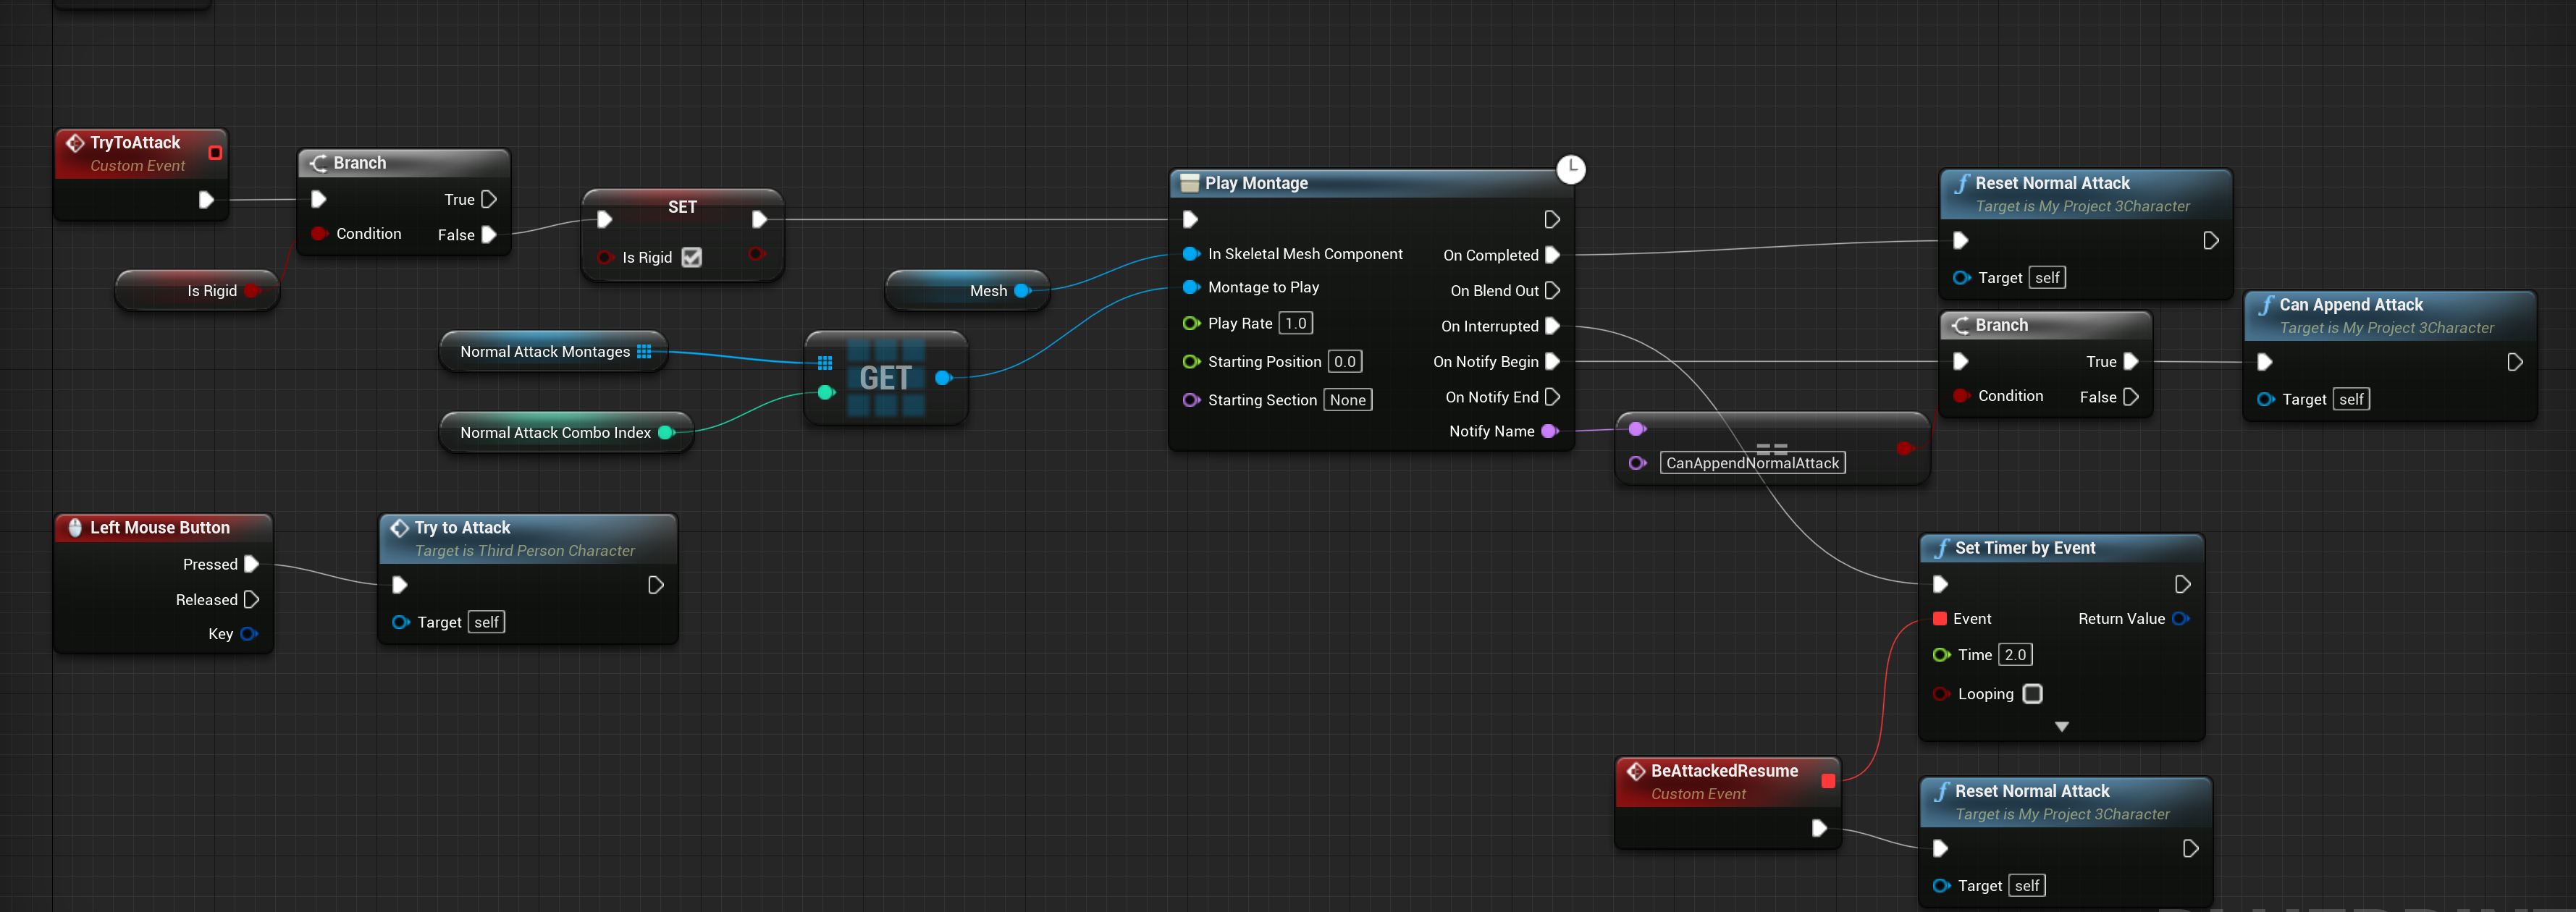 TryToAttack
Custom Event
Branch
True
Condition
False
Is Rigid
SET
Is Rigid
Mesh
Normal Attack Montages
GET
Normal Attack Combo Index
Play Montage
In Skeletal Mesh Component
On Completed
Montage to Play
On Blend Out
Play Rate 1.0
On Interrupted
Starting Position 0.0
On Notify Begin
Starting Section None
On Notify End
Notify Name
==
CanAppendNormalAttack
Reset Normal Attack
Target is My Project 3Character
Target self
Branch
True
Condition
False
Can Append Attack
Target is My Project 3Character
Target self
Left Mouse Button
Pressed
Released
Key
Try to Attack
Target is Third Person Character
Target self
Set Timer by Event
Event
Return Value
Time 2.0
Looping
BeAttackedResume
Custom Event
Reset Normal Attack
Target is My Project 3Character
Target self